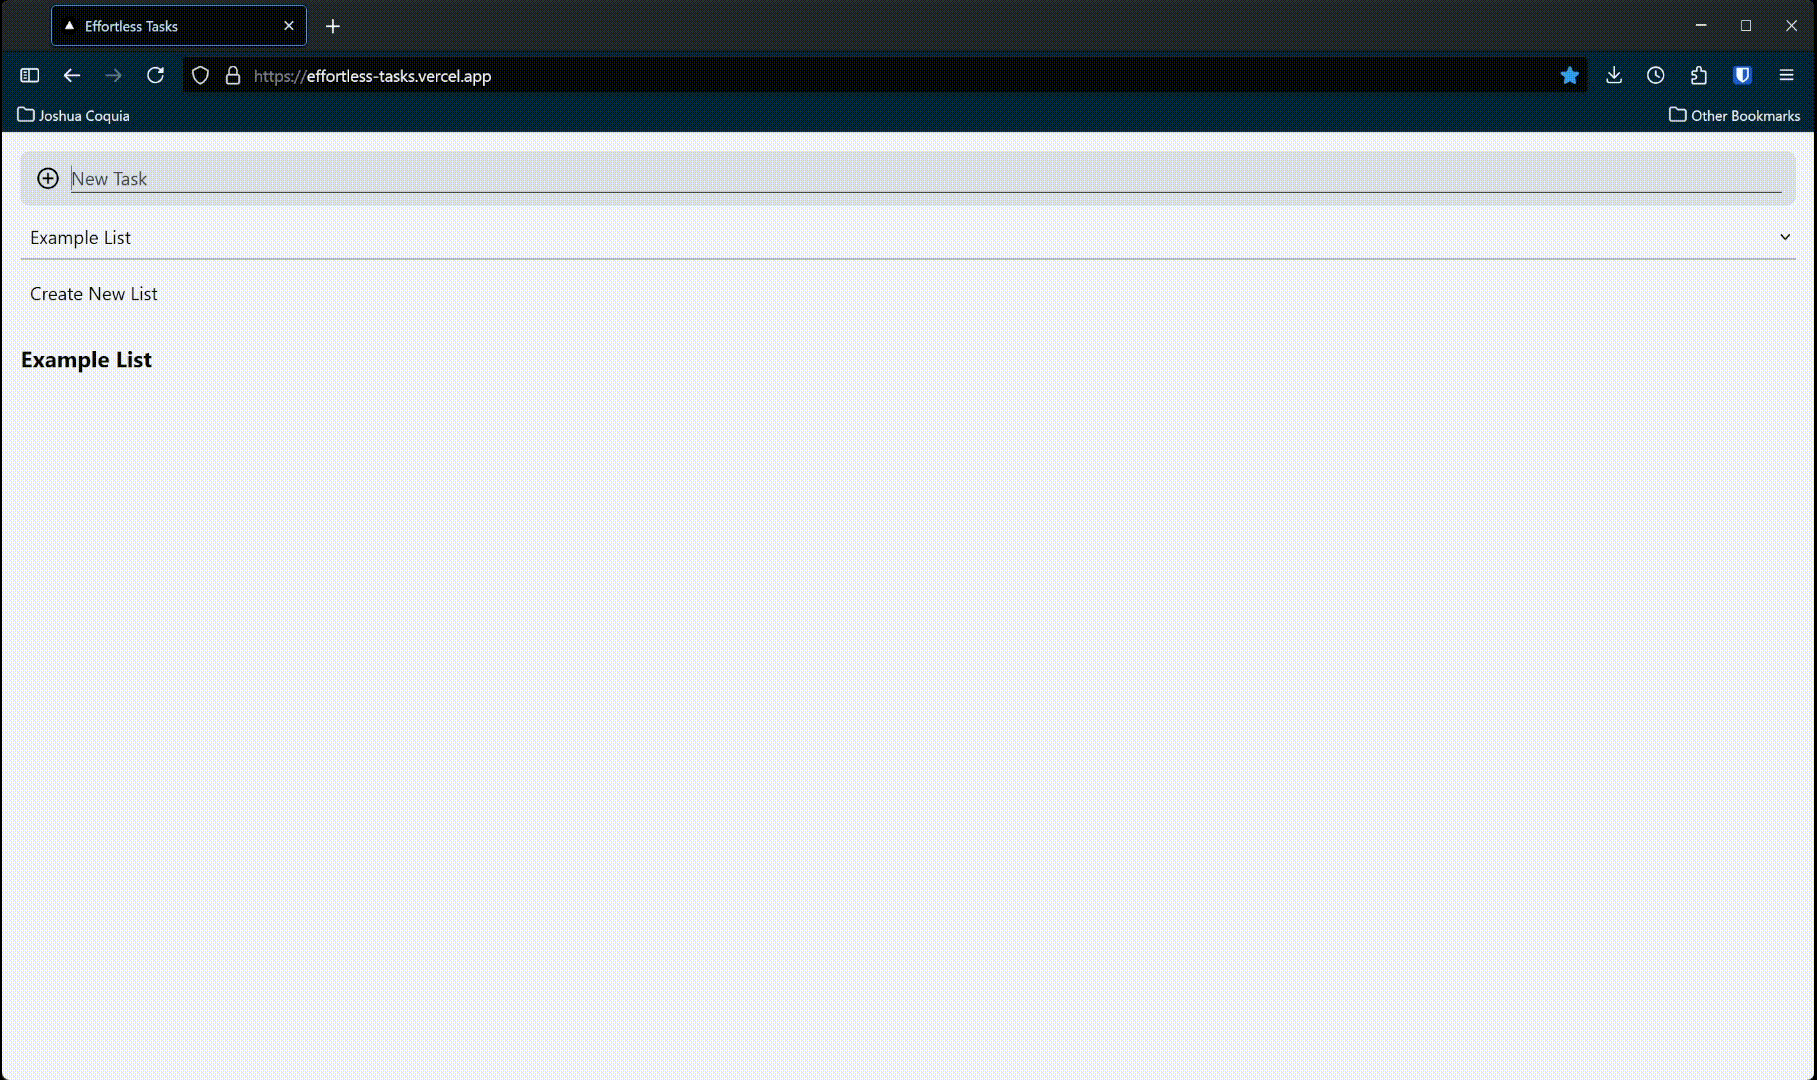 Effortless Tasks
https://effortless-tasks.vercel.app
Joshua Coquia
Other Bookmarks
New Task
Example List
Create New List
Example List